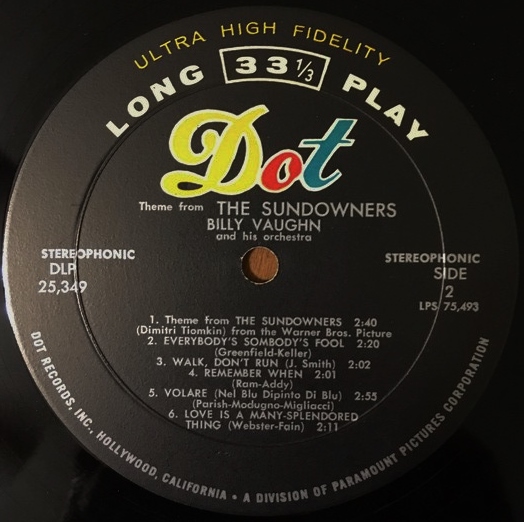 ULTRA HIGH FIDELITY
LONG 33 1/3 PLAY
Dot
Theme from THE SUNDOWNERS
BILLY VAUGHN
and his orchestra
STEREOPHONIC
DLP
25,349
STEREOPHONIC
SIDE
2
LPS 75,493
1. Theme from THE SUNDOWNERS 2:40
(Dimitri Tiomkin) from the Warner Bros. Picture
2. EVERYBODY'S SOMBODY'S FOOL 2:20
(Greenfield-Keller)
3. WALK, DON'T RUN (J. Smith) 2:02
4. REMEMBER WHEN 2:01
(Ram-Addy)
5. VOLARE (Nel Blu Dipinto Di Blu) 2:55
(Parish-Modugno-Migliacci)
6. LOVE IS A MANY-SPLENDORED
THING (Webster-Fain) 2:11
DOT RECORDS, INC., HOLLYWOOD, CALIFORNIA • A DIVISION OF PARAMOUNT PICTURES CORPORATION